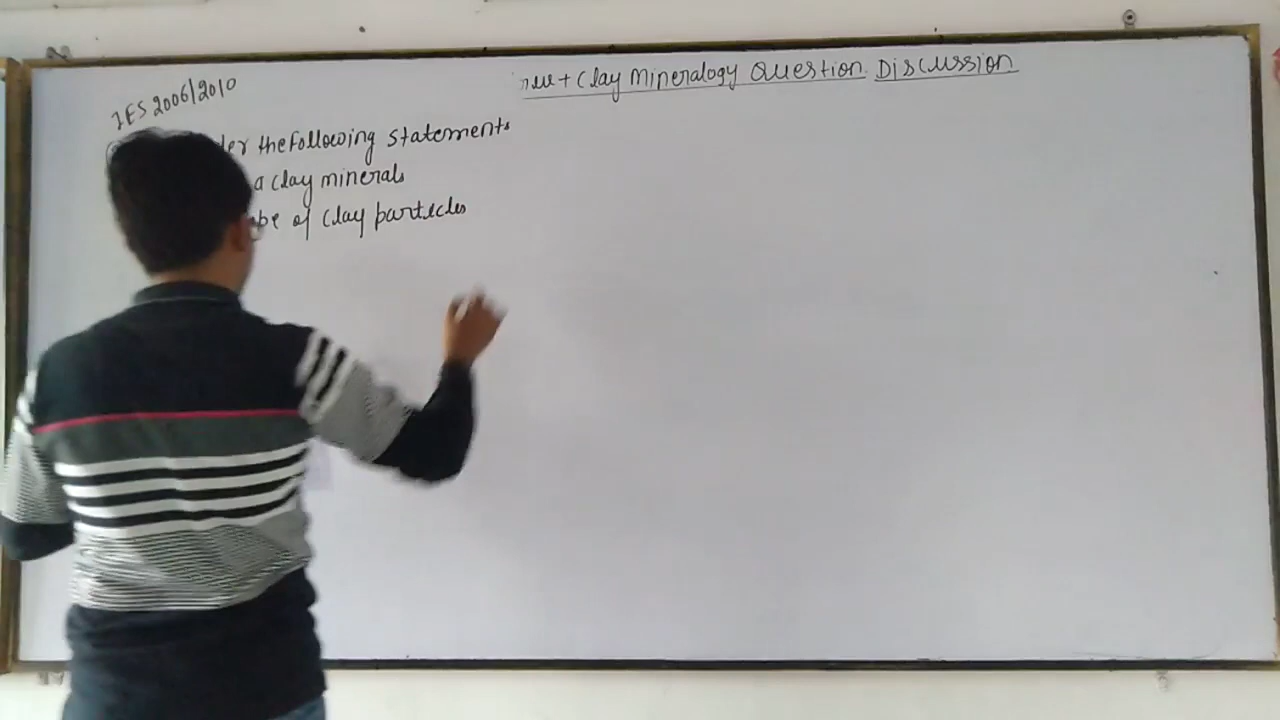 + Clay Mineralogy Question Discussion
IES 2006/2010
the following statements
a clay minerals
of clay particles